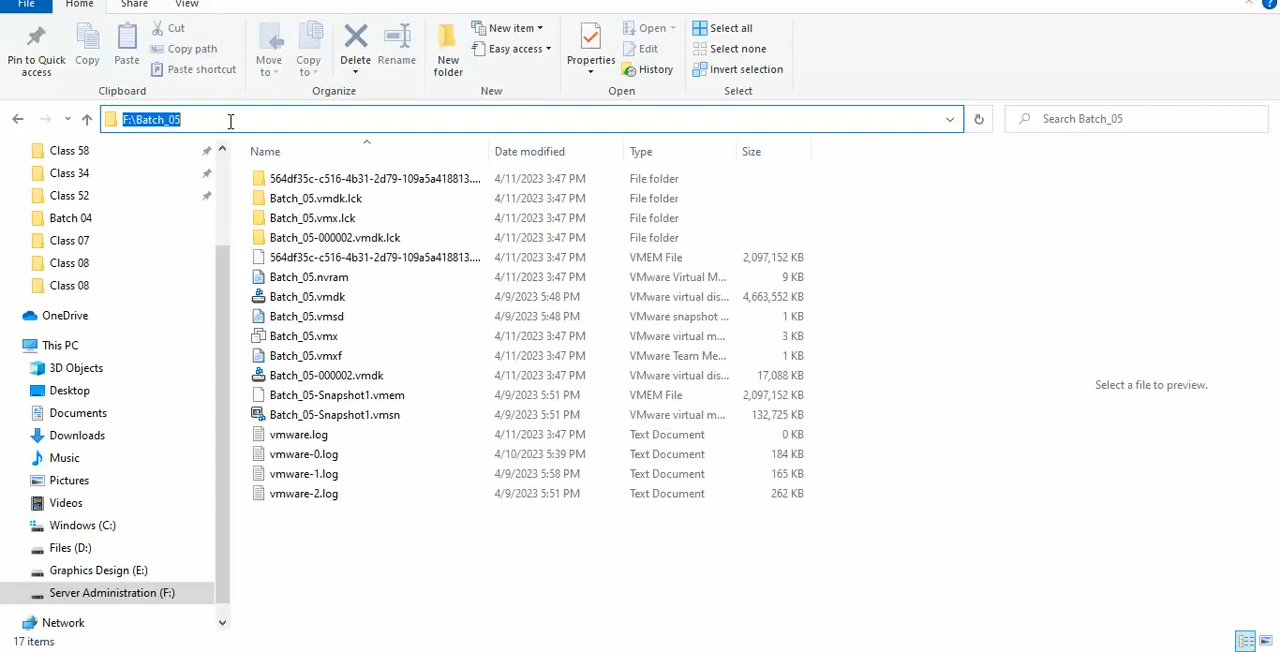 File
Home
Share
View
Pin to Quick access
Copy
Paste
Cut
Copy path
Paste shortcut
Clipboard
Move to
Copy to
Delete
Rename
Organize
New folder
New item
Easy access
New
Properties
Open
Edit
History
Open
Select all
Select none
Invert selection
Select
F:\Batch_05
Search Batch_05
Class 58
Class 34
Class 52
Batch 04
Class 07
Class 08
Class 08
OneDrive
This PC
3D Objects
Desktop
Documents
Downloads
Music
Pictures
Videos
Windows (C:)
Files (D:)
Graphics Design (E:)
Server Administration (F:)
Network
Name Date modified Type Size
564df35c-c516-4b31-2d79-109a5a418813.... 4/11/2023 3:47 PM File folder
Batch_05.vmdk.lck 4/11/2023 3:47 PM File folder
Batch_05.vmx.lck 4/11/2023 3:47 PM File folder
Batch_05-000002.vmdk.lck 4/11/2023 3:47 PM File folder
564df35c-c516-4b31-2d79-109a5a418813.... 4/11/2023 3:47 PM VMEM File 2,097,152 KB
Batch_05.nvram 4/11/2023 3:47 PM VMware Virtual M... 9 KB
Batch_05.vmdk 4/9/2023 5:48 PM VMware virtual dis... 4,663,552 KB
Batch_05.vmsd 4/9/2023 5:48 PM VMware snapshot ... 1 KB
Batch_05.vmx 4/11/2023 3:47 PM VMware virtual m... 3 KB
Batch_05.vmxf 4/11/2023 3:47 PM VMware Team Me... 1 KB
Batch_05-000002.vmdk 4/11/2023 3:47 PM VMware virtual dis... 17,088 KB
Batch_05-Snapshot1.vmem 4/9/2023 5:51 PM VMEM File 2,097,152 KB
Batch_05-Snapshot1.vmsn 4/9/2023 5:51 PM VMware virtual m... 132,725 KB
vmware.log 4/11/2023 3:47 PM Text Document 0 KB
vmware-0.log 4/10/2023 5:39 PM Text Document 184 KB
vmware-1.log 4/9/2023 5:58 PM Text Document 165 KB
vmware-2.log 4/9/2023 5:51 PM Text Document 262 KB
Select a file to preview.
17 items